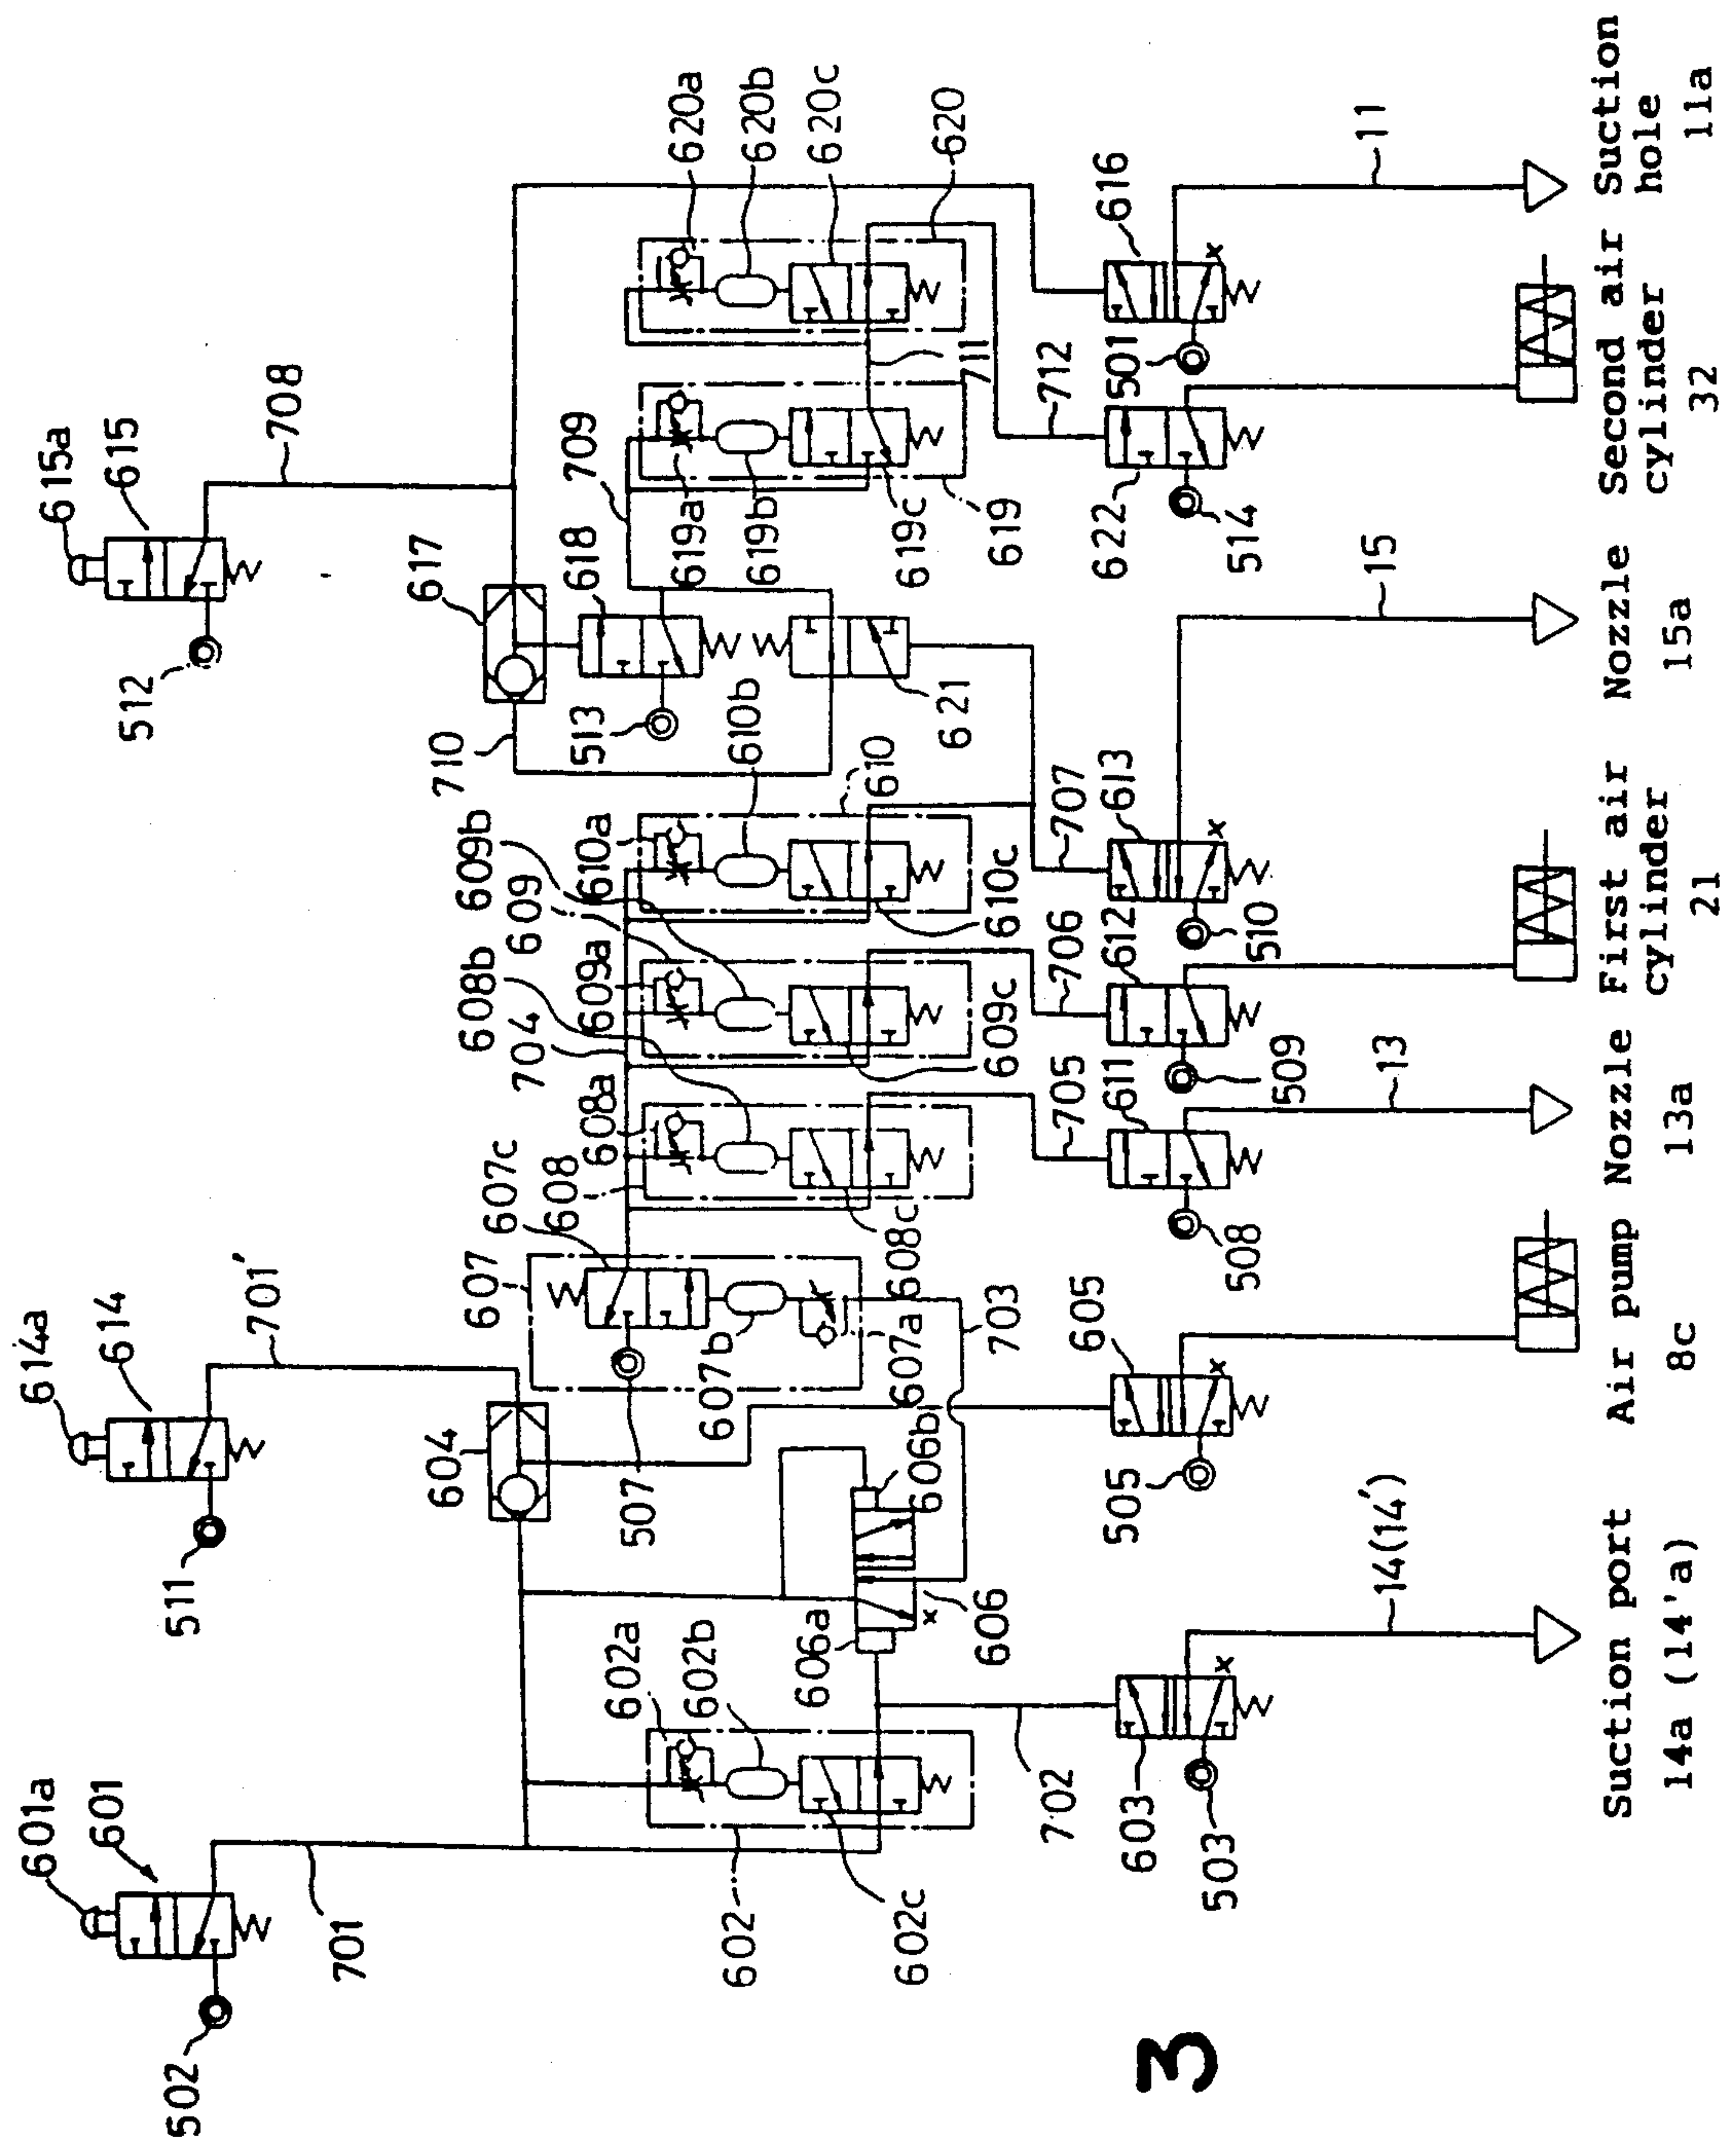 615a
615
708
512
617
710
618
709
513
621
619a
619b
619c
619
620a
620b
620c
620
711
712
501
616
11
622
514
15
614a
614
701′
511
604
607
607c
608
608a
704
608b
609a
609
609b
610a
610b
610
610c
609c
608c
607b
607a
507
703
707
613
510
706
612
509
705
611
508
13
605
505
601a
601
701
502
602a
602b
602
602c
606a
606b
606
702
603
503
14(14′)
3
Suction port
14a (14'a)
Air pump
8c
Nozzle
13a
First air
cylinder
21
Nozzle
15a
Second air
cylinder
32
Suction
hole
11a